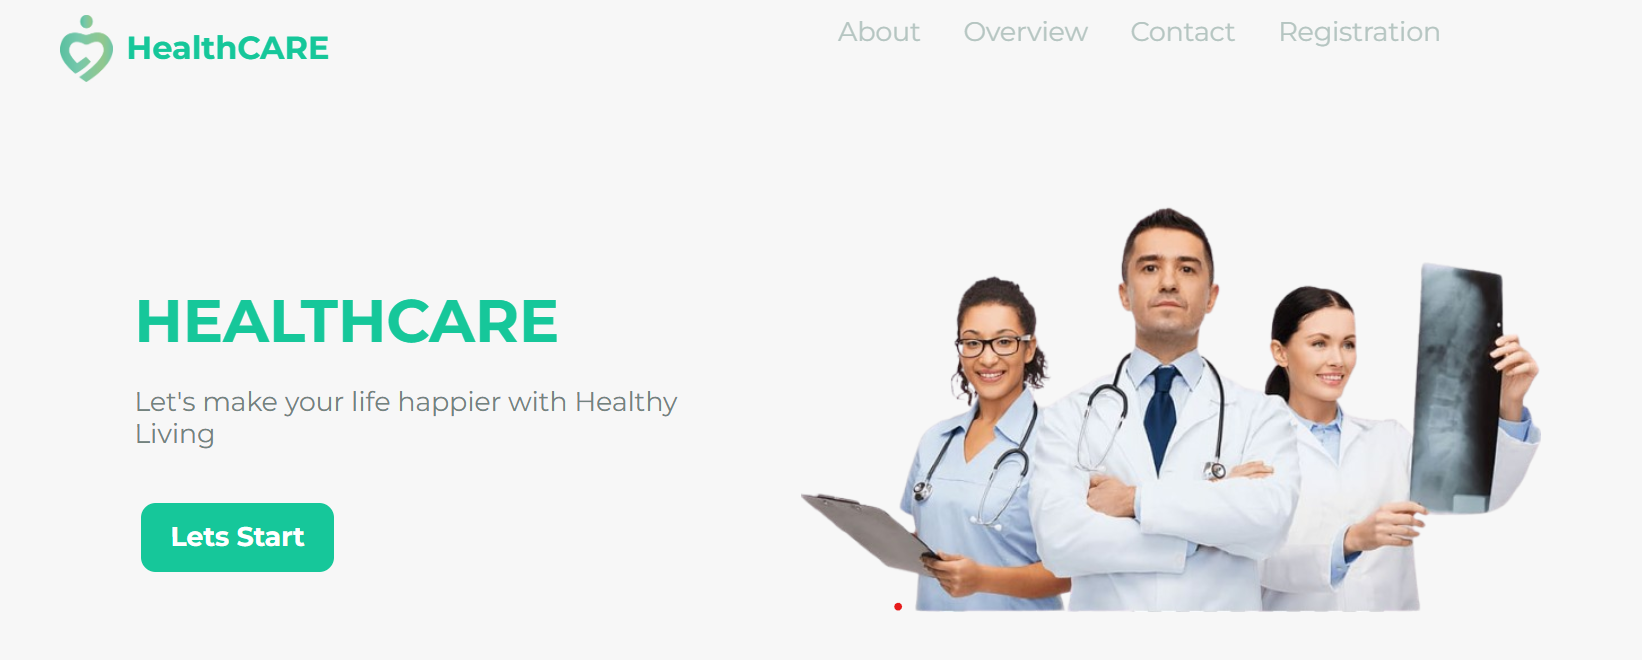 HealthCARE
About Overview Contact Registration
HEALTHCARE
Let's make your life happier with Healthy
Living
Lets Start